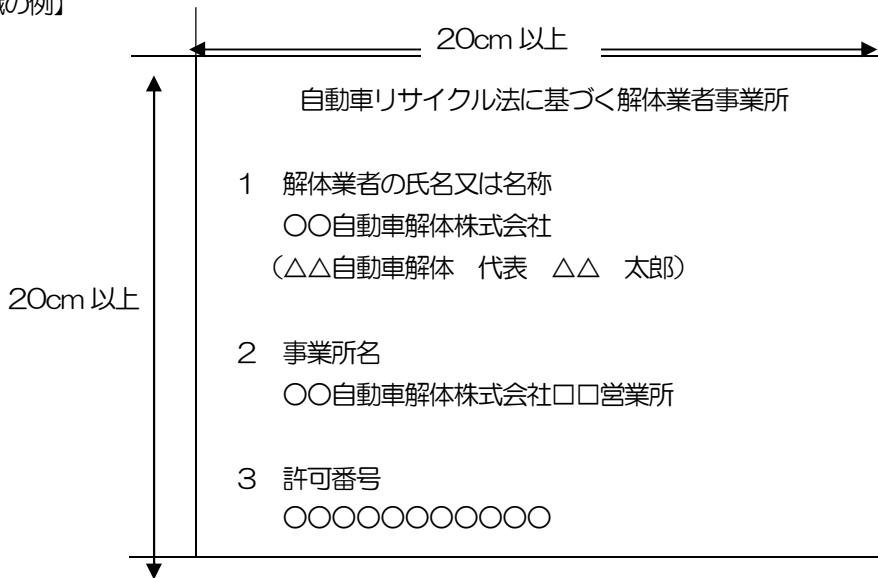 の例】
20cm 以上
自動車リサイクル法に基づく解体業者事業所
1 解体業者の氏名又は名称
〇〇自動車解体株式会社
(△△自動車解体 代表 △△ 太郎)
20cm 以上
2 事業所名
〇〇自動車解体株式会社□□営業所
3 許可番号
〇〇〇〇〇〇〇〇〇〇〇